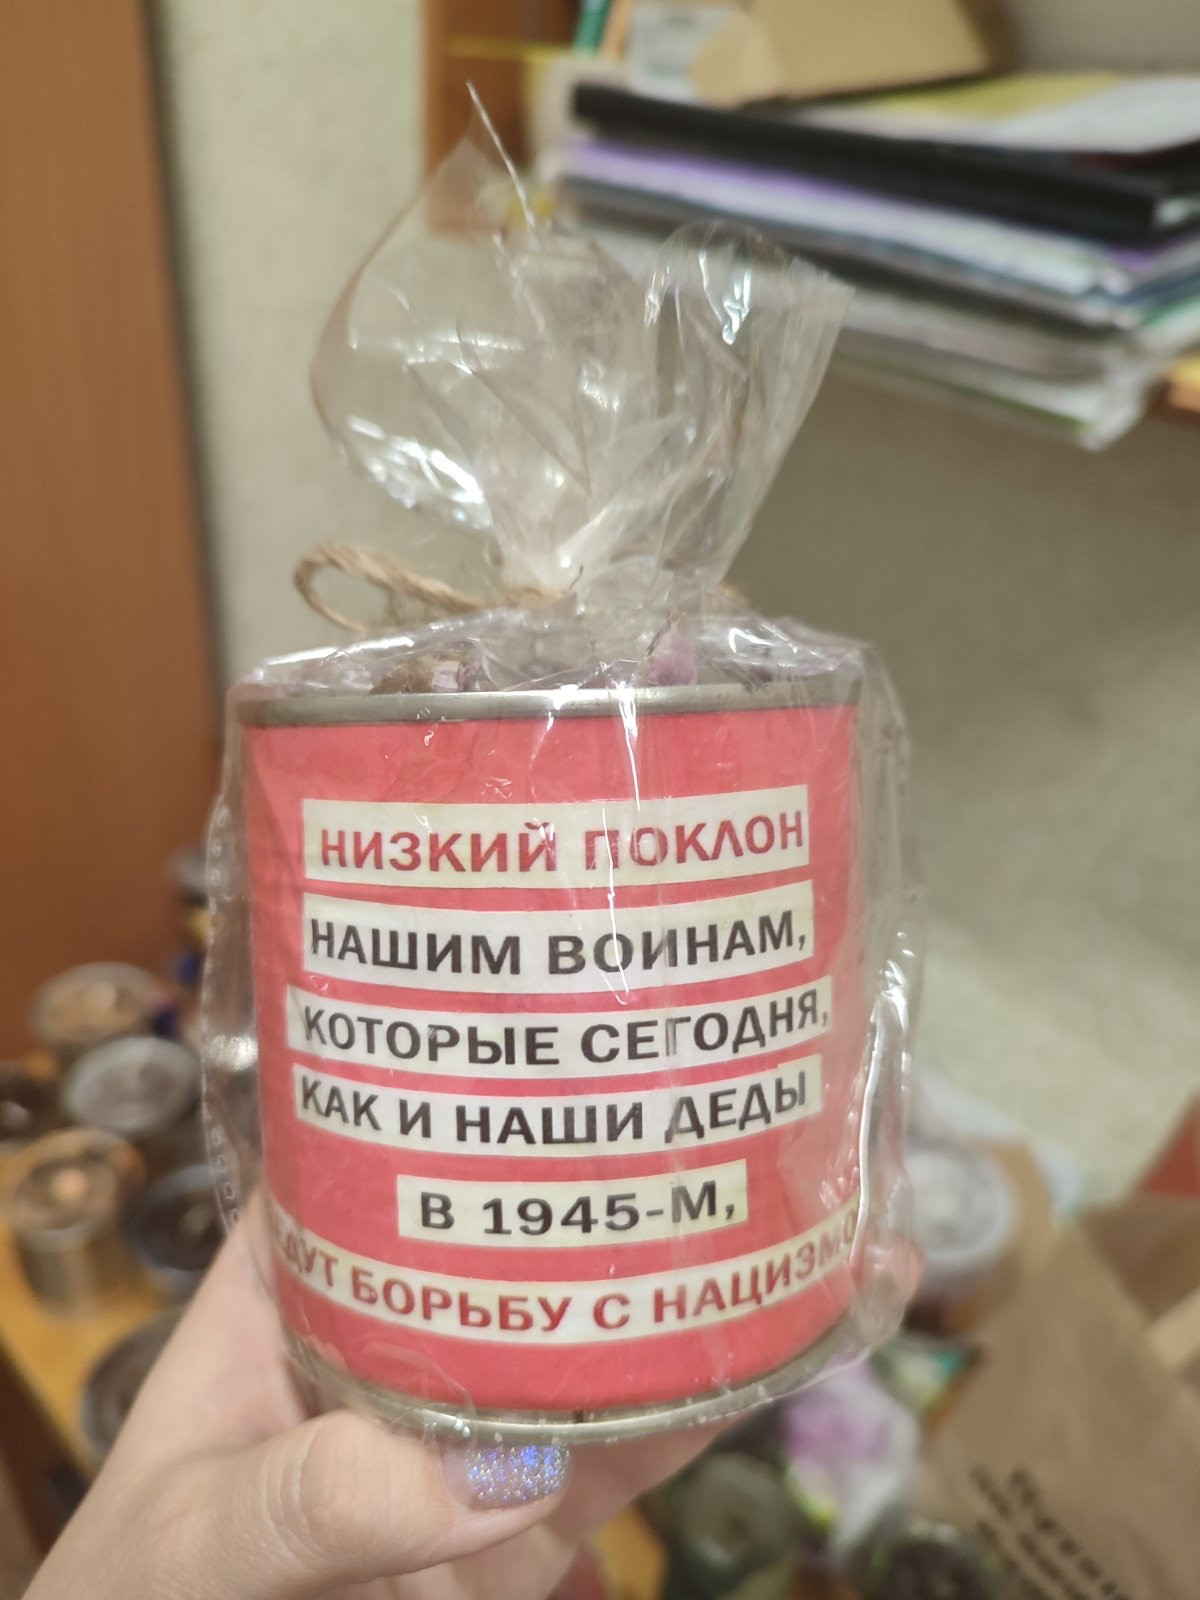 НИЗКИЙ ПОКЛОН
НАШИМ ВОИНАМ,
КОТОРЫЕ СЕГОДНЯ,
КАК И НАШИ ДЕДЫ
В 1945-М,
БОРЬБУ С